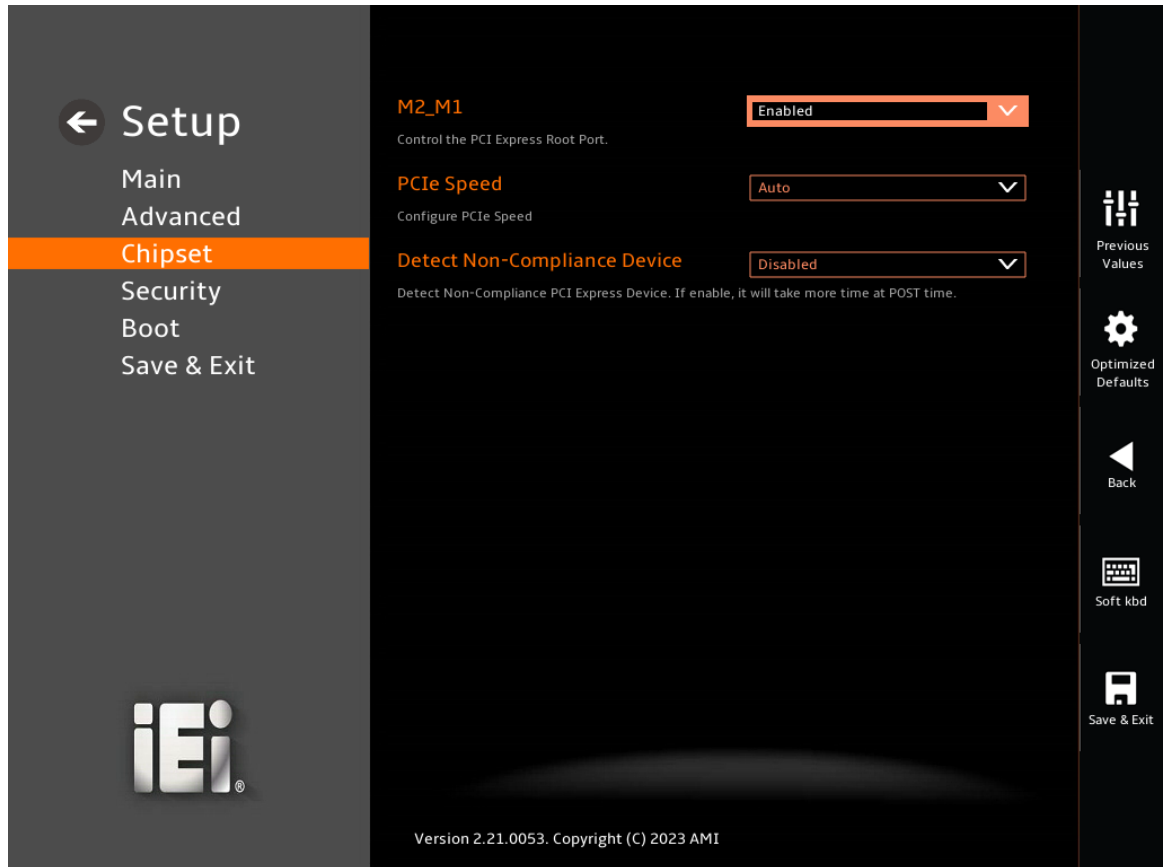 Setup
Main
Advanced
Chipset
Security
Boot
Save & Exit
iEi®
M2_M1
Enabled
Control the PCI Express Root Port.
PCIe Speed
Auto
Configure PCIe Speed
Detect Non-Compliance Device
Disabled
Detect Non-Compliance PCI Express Device. If enable, it will take more time at POST time.
Version 2.21.0053. Copyright (C) 2023 AMI
Previous
Values
Optimized
Defaults
Back
Soft kbd
Save & Exit